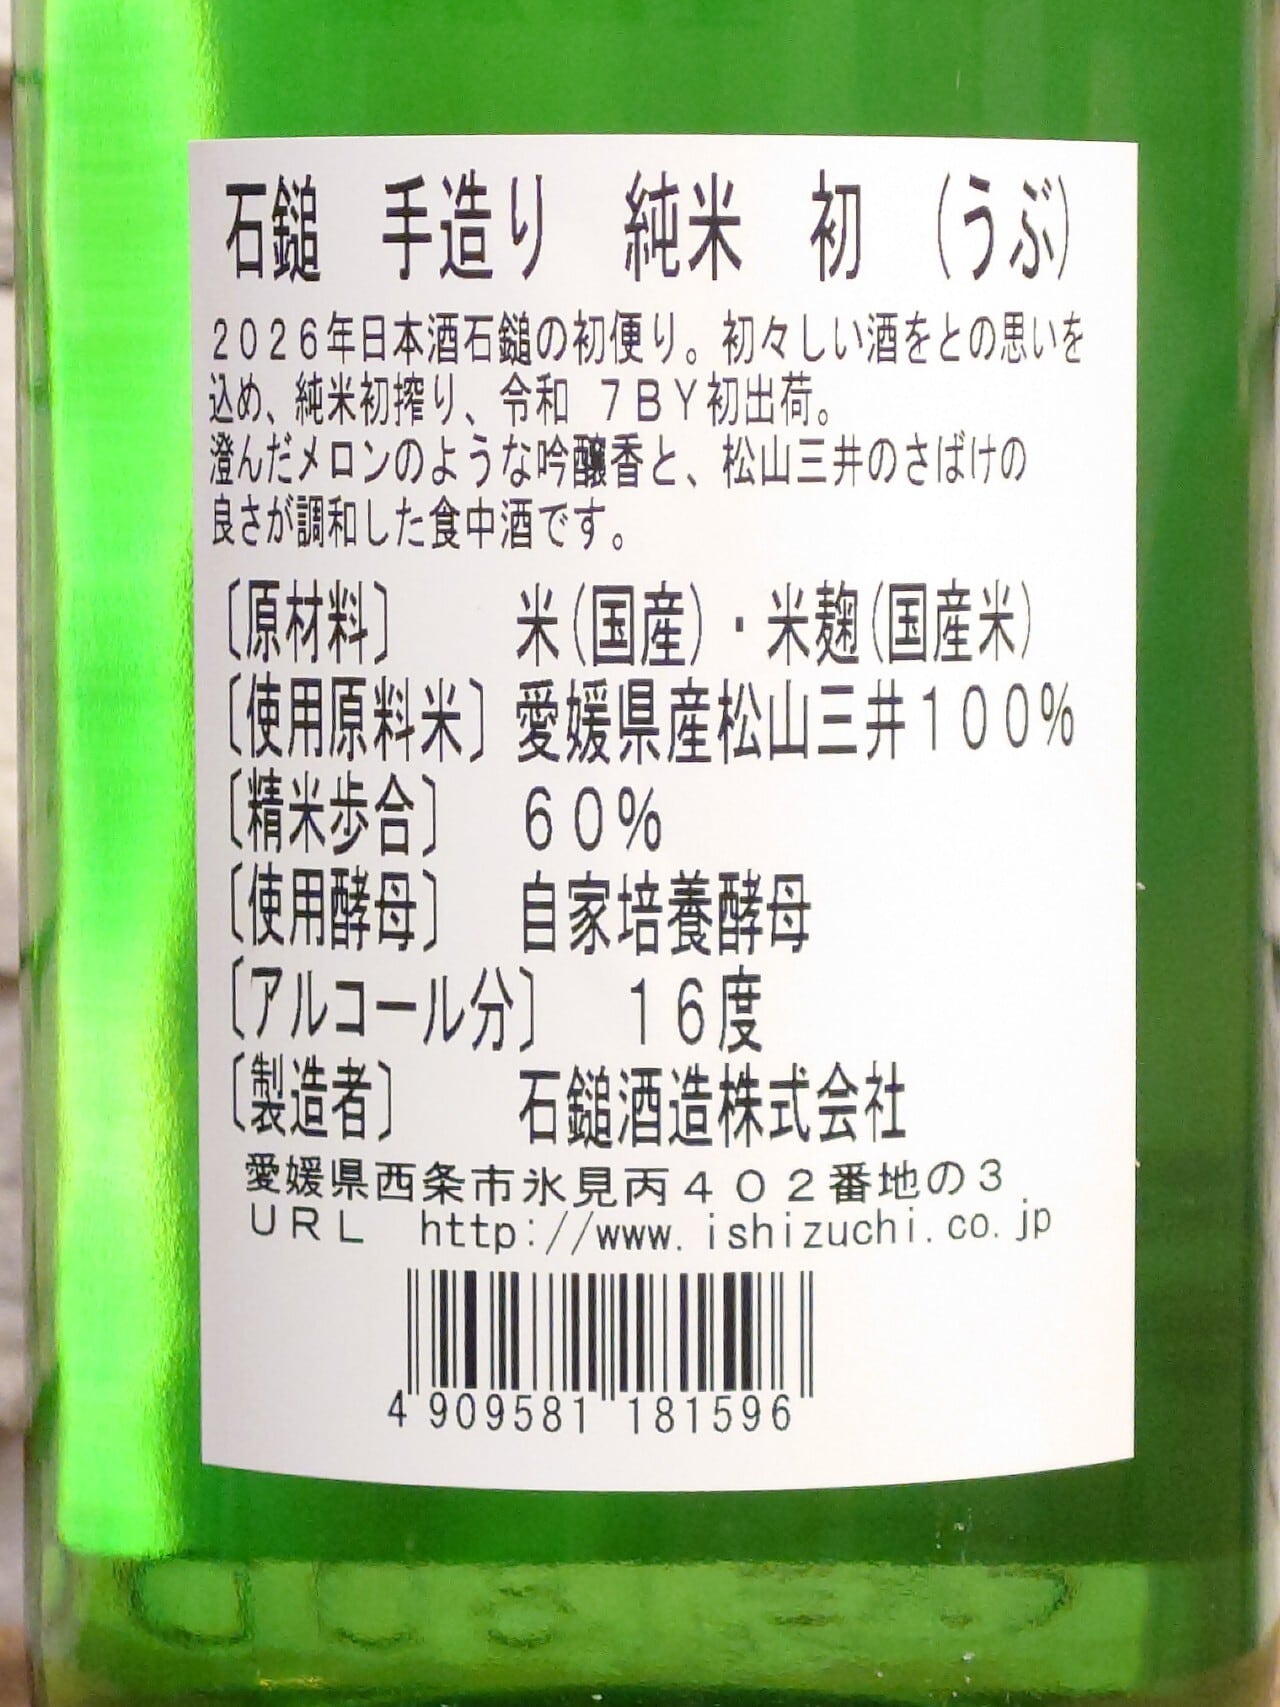 石鎚　手造り　純米　初　（うぶ）
２０２６年日本酒石鎚の初便り。初々しい酒をとの思いを
込め、純米初搾り、令和　７ＢＹ初出荷。
澄んだメロンのような吟醸香と、松山三井のさばけの
良さが調和した食中酒です。
〔原材料〕　米（国産）・米麹（国産米）
〔使用原料米〕愛媛県産松山三井１００％
〔精米歩合〕　６０％
〔使用酵母〕　自家培養酵母
〔アルコール分〕　１６度
〔製造者〕　石鎚酒造株式会社
愛媛県西条市氷見丙４０２番地の３
ＵＲＬ　http://www.ishizuchi.co.jp
4 909581 181596